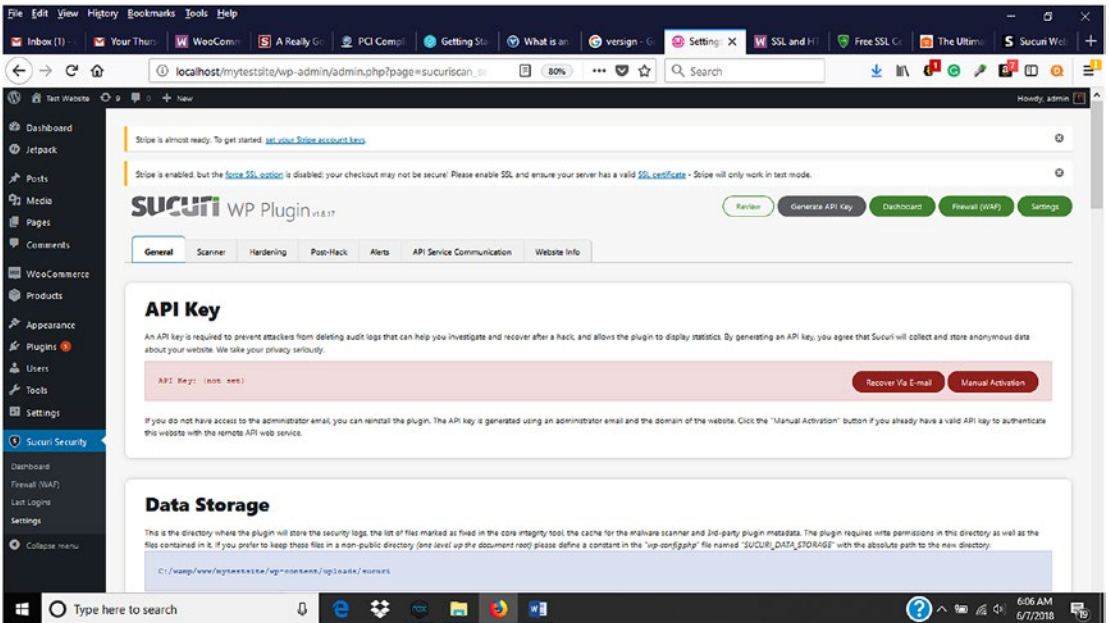 File Edit View History Bookmarks Tools Help
Inbox (1) - Your Thurs WooComm A Really Go PCI Compli Getting Sta What is an versign - G Settings X SSL and HT Free SSL Ce The Ultima Sucuri Web
localhost/mytestsite/wp-admin/admin.php?page=sucuriscan_se 80% Search
Test Website 9 0 New Howdy, admin
Dashboard
Jetpack
Posts
Media
Pages
Comments
WooCommerce
Products
Appearance
Plugins
Users
Tools
Settings
Sucuri Security
Dashboard
Firewall (WAF)
Last Logins
Settings
Collapse menu
Stripe is almost ready. To get started, set your Stripe account keys.
Stripe is enabled, but the force SSL option is disabled; your checkout may not be secure! Please enable SSL and ensure your server has a valid SSL certificate - Stripe will only work in test mode.
SUCURI WP Plugin v1.8.17
Review Generate API Key Dashboard Firewall (WAF) Settings
General Scanner Hardening Post-Hack Alerts API Service Communication Website Info
API Key
An API key is required to prevent attackers from deleting audit logs that can help you investigate and recover after a hack, and allows the plugin to display statistics. By generating an API key, you agree that Sucuri will collect and store anonymous data
about your website. We take your privacy seriously.
API Key: (not set) Recover Via E-mail Manual Activation
If you do not have access to the administrator email, you can reinstall the plugin. The API key is generated using an administrator email and the domain of the website. Click the "Manual Activation" button if you already have a valid API key to authenticate
this website with the remote API web service.
Data Storage
This is the directory where the plugin will store the security logs, the list of files marked as fixed in the core integrity tool, the cache for the malware scanner and 3rd-party plugin metadata. The plugin requires write permissions in this directory as well as the
files contained in it. If you prefer to keep these files in a non-public directory (one level up the document root) please define a constant in the "wp-config.php" file named "SUCURI_DATA_STORAGE" with the absolute path to the new directory.
C:/wamp/www/mytestsite/wp-content/uploads/sucuri
Type here to search
6:06 AM
6/7/2018
19